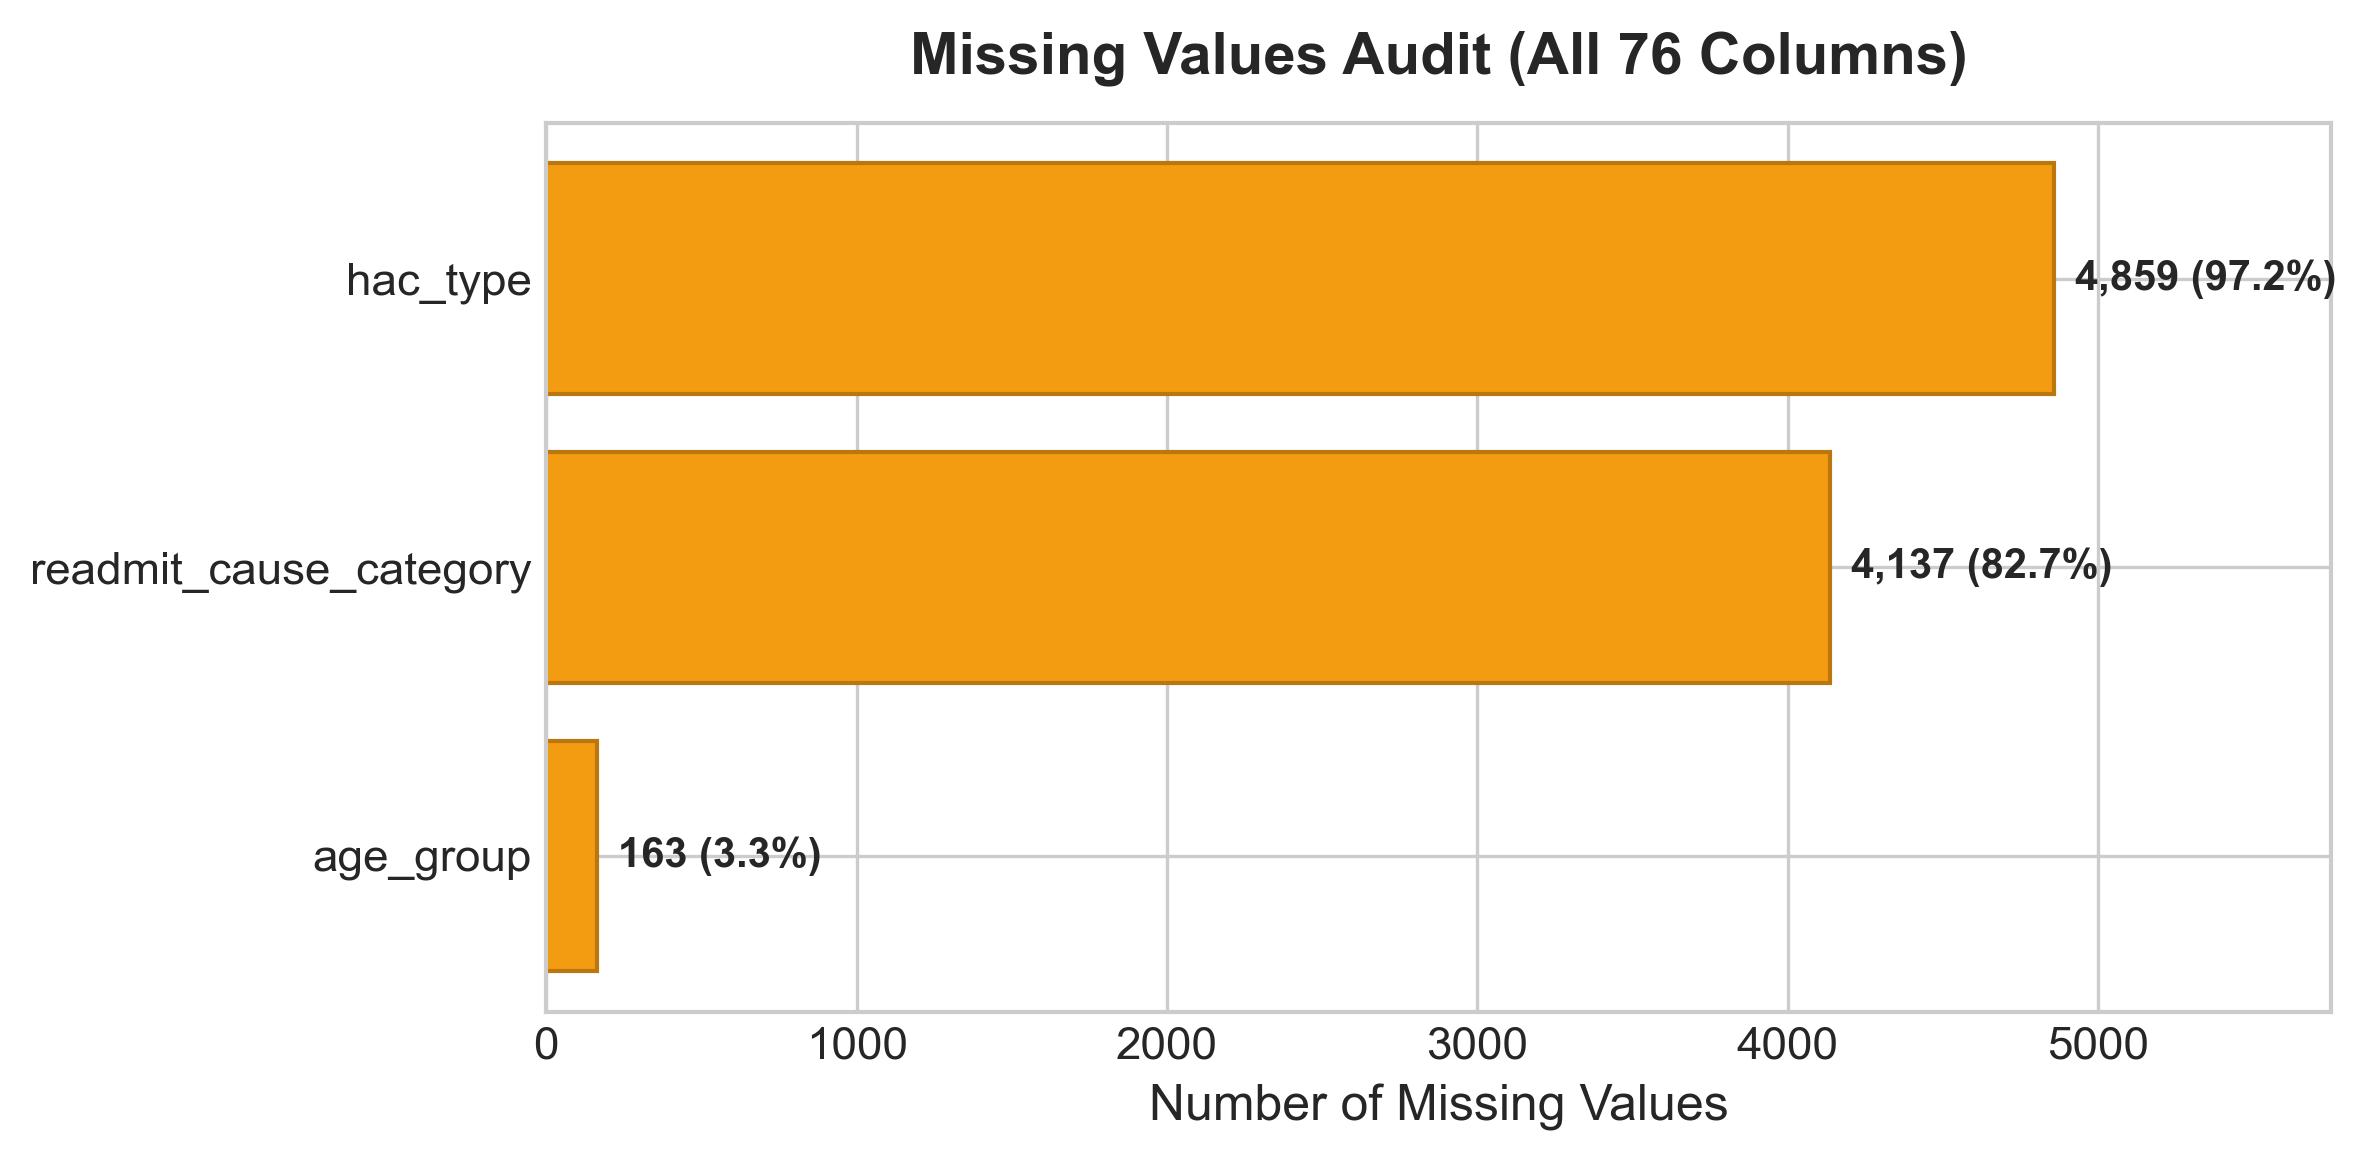 Missing Values Audit (All 76 Columns)
hac_type
4,859 (97.2%)
readmit_cause_category
4,137 (82.7%)
age_group
163 (3.3%)
0 1000 2000 3000 4000 5000
Number of Missing Values